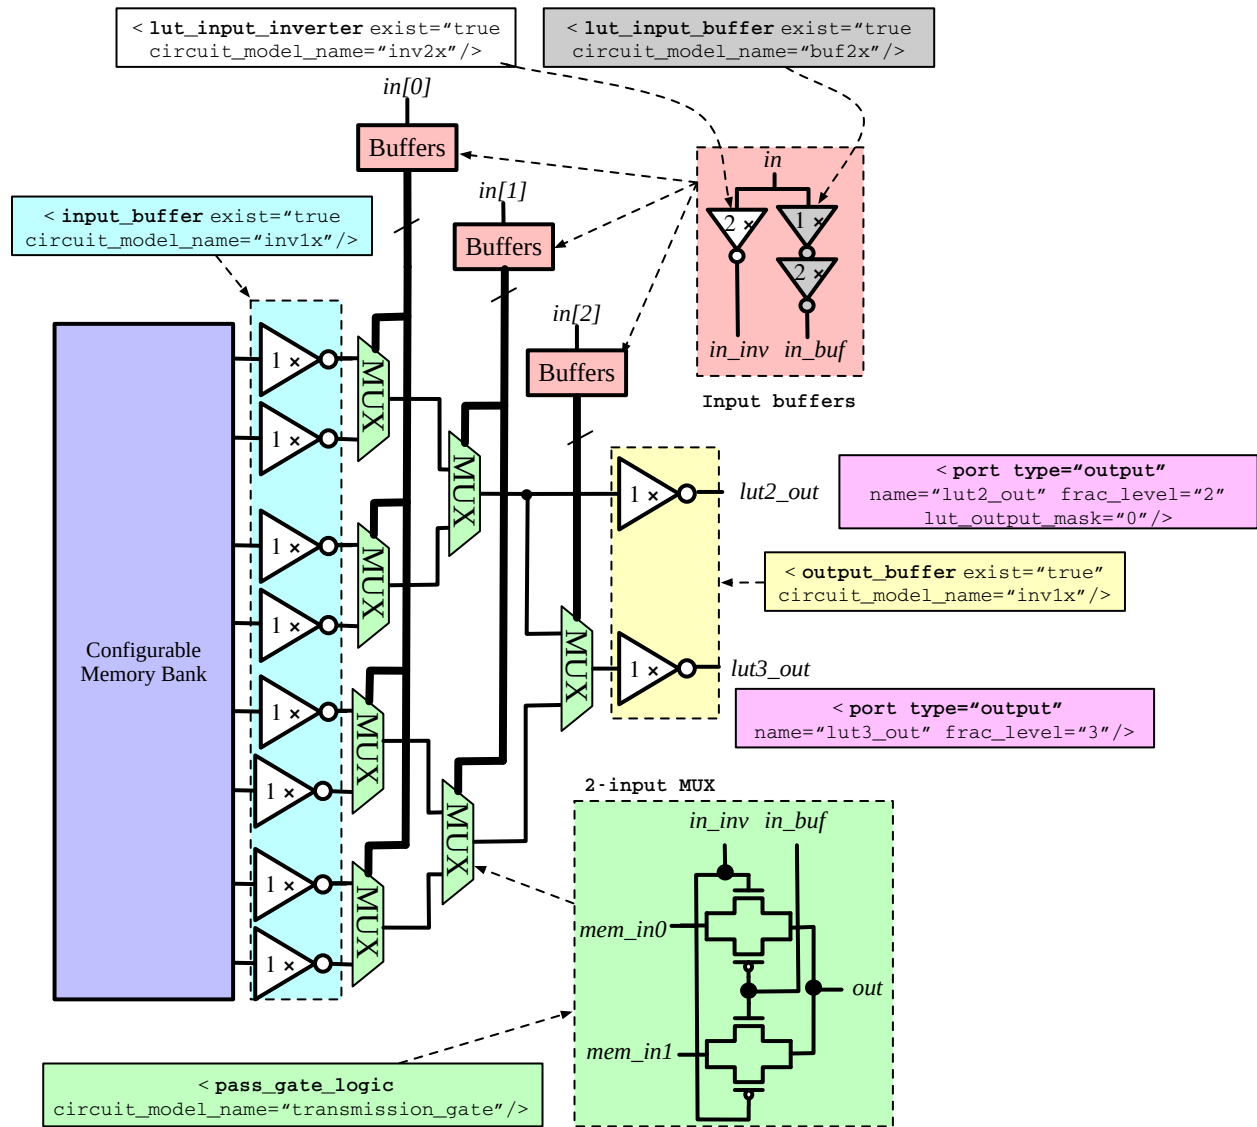 < lut_input_inverter exist=“true
circuit_model_name=“inv2x”/>
< lut_input_buffer exist=“true
circuit_model_name=“buf2x”/>
in[0]
Buffers
in[1]
Buffers
in[2]
Buffers
< input_buffer exist=“true
circuit_model_name=“inv1x”/>
in
2 ×
1 ×
2 ×
in_inv
in_buf
Input buffers
Configurable
Memory Bank
1 ×
1 ×
1 ×
1 ×
1 ×
1 ×
1 ×
1 ×
MUX
MUX
MUX
MUX
MUX
MUX
MUX
1 ×
lut2_out
1 ×
lut3_out
< port type=“output”
name=“lut2_out” frac_level=“2”
lut_output_mask=“0”/>
< output_buffer exist=“true”
circuit_model_name=“inv1x”/>
< port type=“output”
name=“lut3_out” frac_level=“3”/>
2-input MUX
in_inv
in_buf
mem_in0
out
mem_in1
< pass_gate_logic
circuit_model_name=“transmission_gate”/>